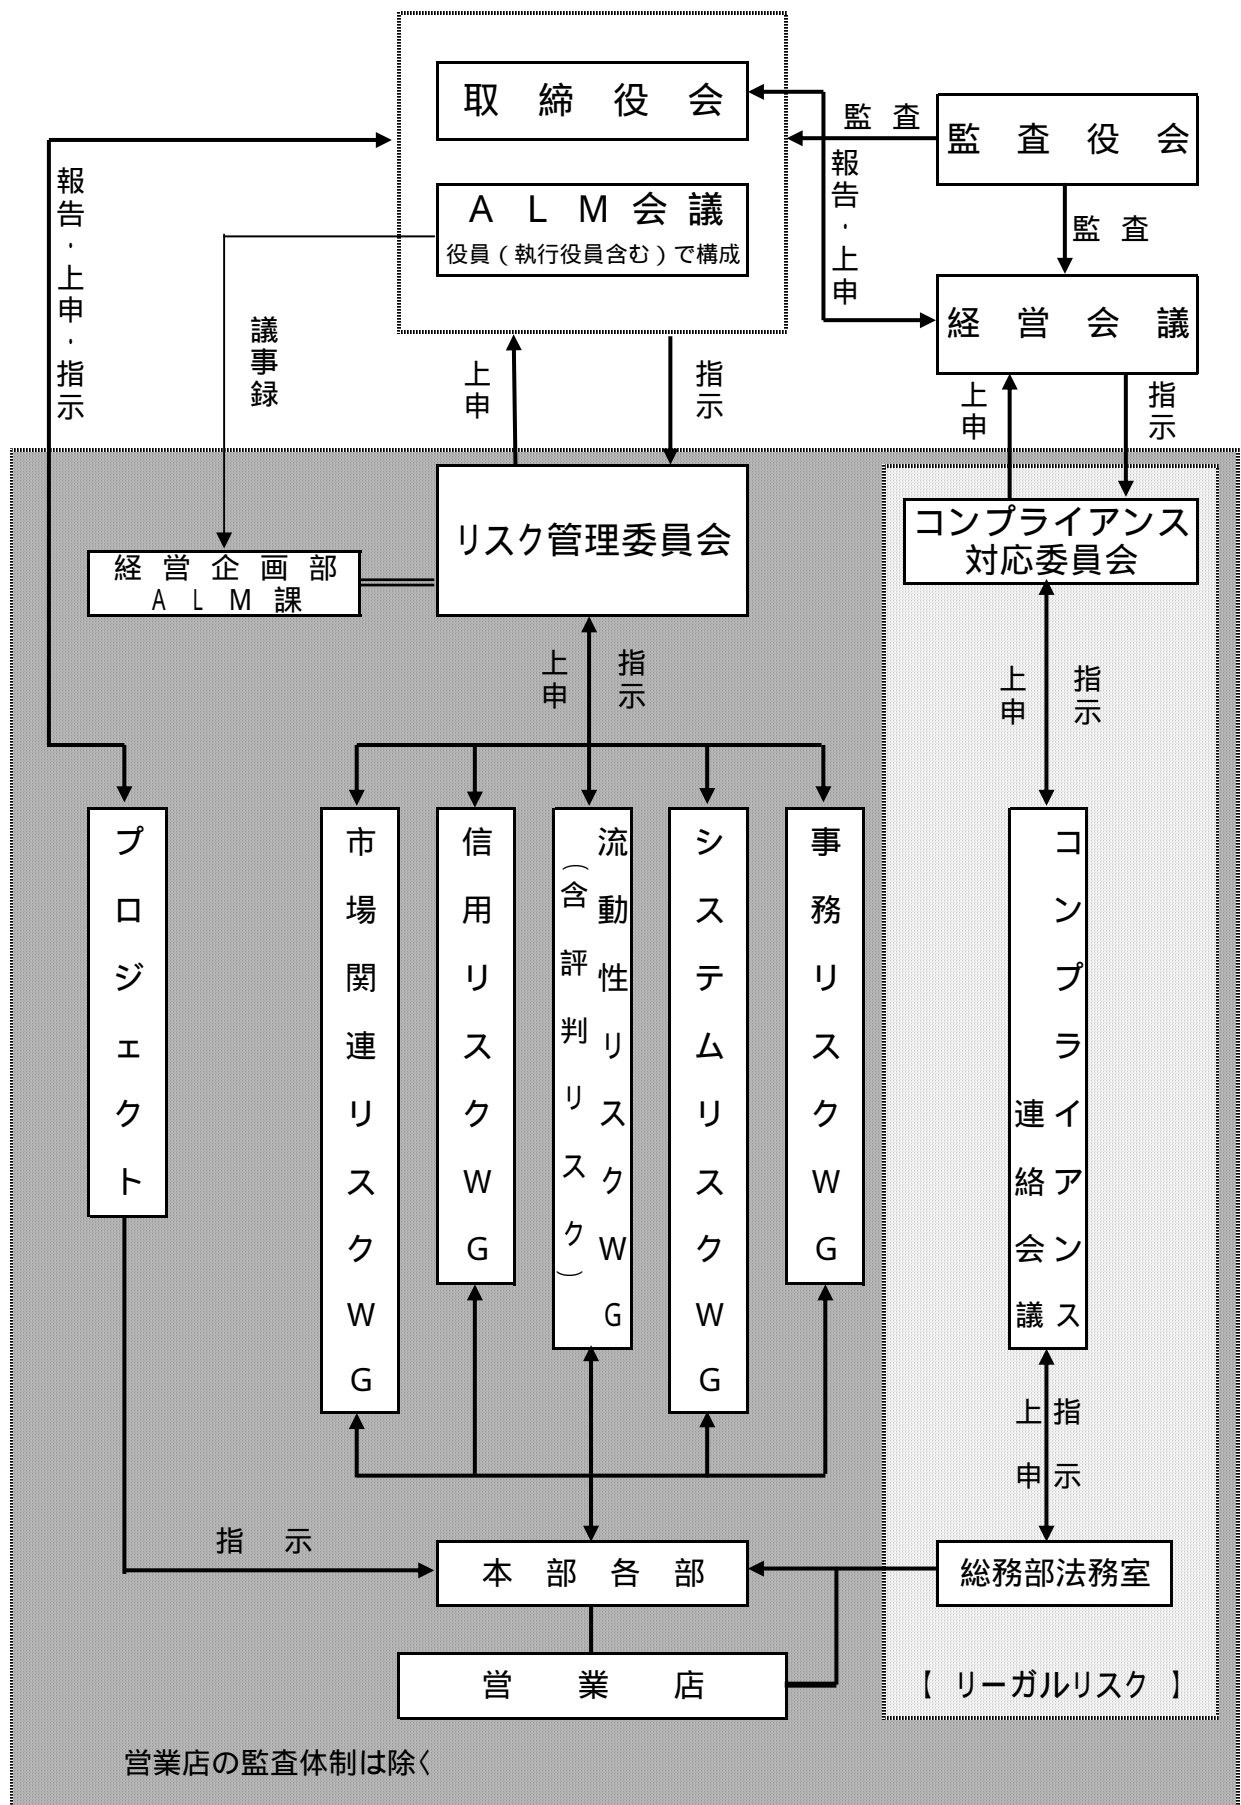 取締役会
監査
監査役会
報告・上申・指示
報告・上申
ALM会議
役員（執行役員含む）で構成
監査
経営会議
議事録
上申
指示
上申
指示
リスク管理委員会
コンプライアンス
対応委員会
経営企画部
ALM課
上申
指示
上申
指示
プロジェクト
市場関連リスクWG
信用リスクWG
流動性リスクWG
（含評判リスク）
システムリスクWG
事務リスクWG
コンプライアンス
連絡会議
上申
指示
指示
本部各部
総務部法務室
営業店
【リーガルリスク】
営業店の監査体制は除く